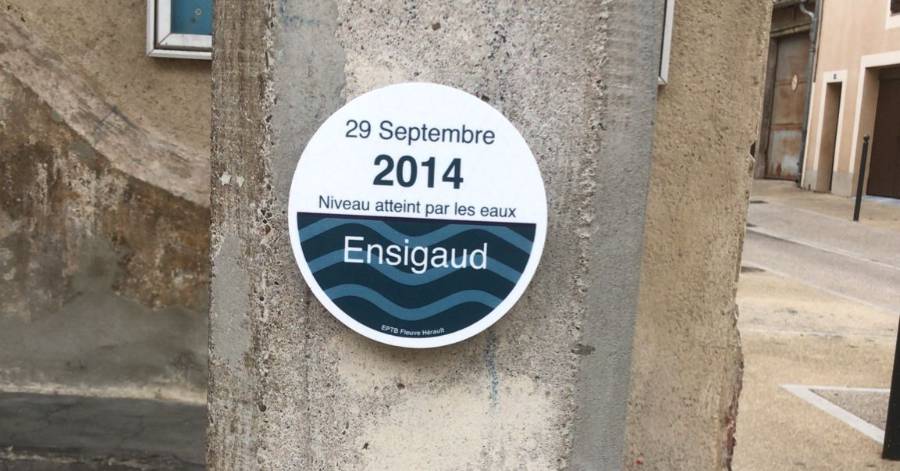 29 Septembre
2014
Niveau atteint par les eaux
Ensigaud
EPTB Fleuve Hérault